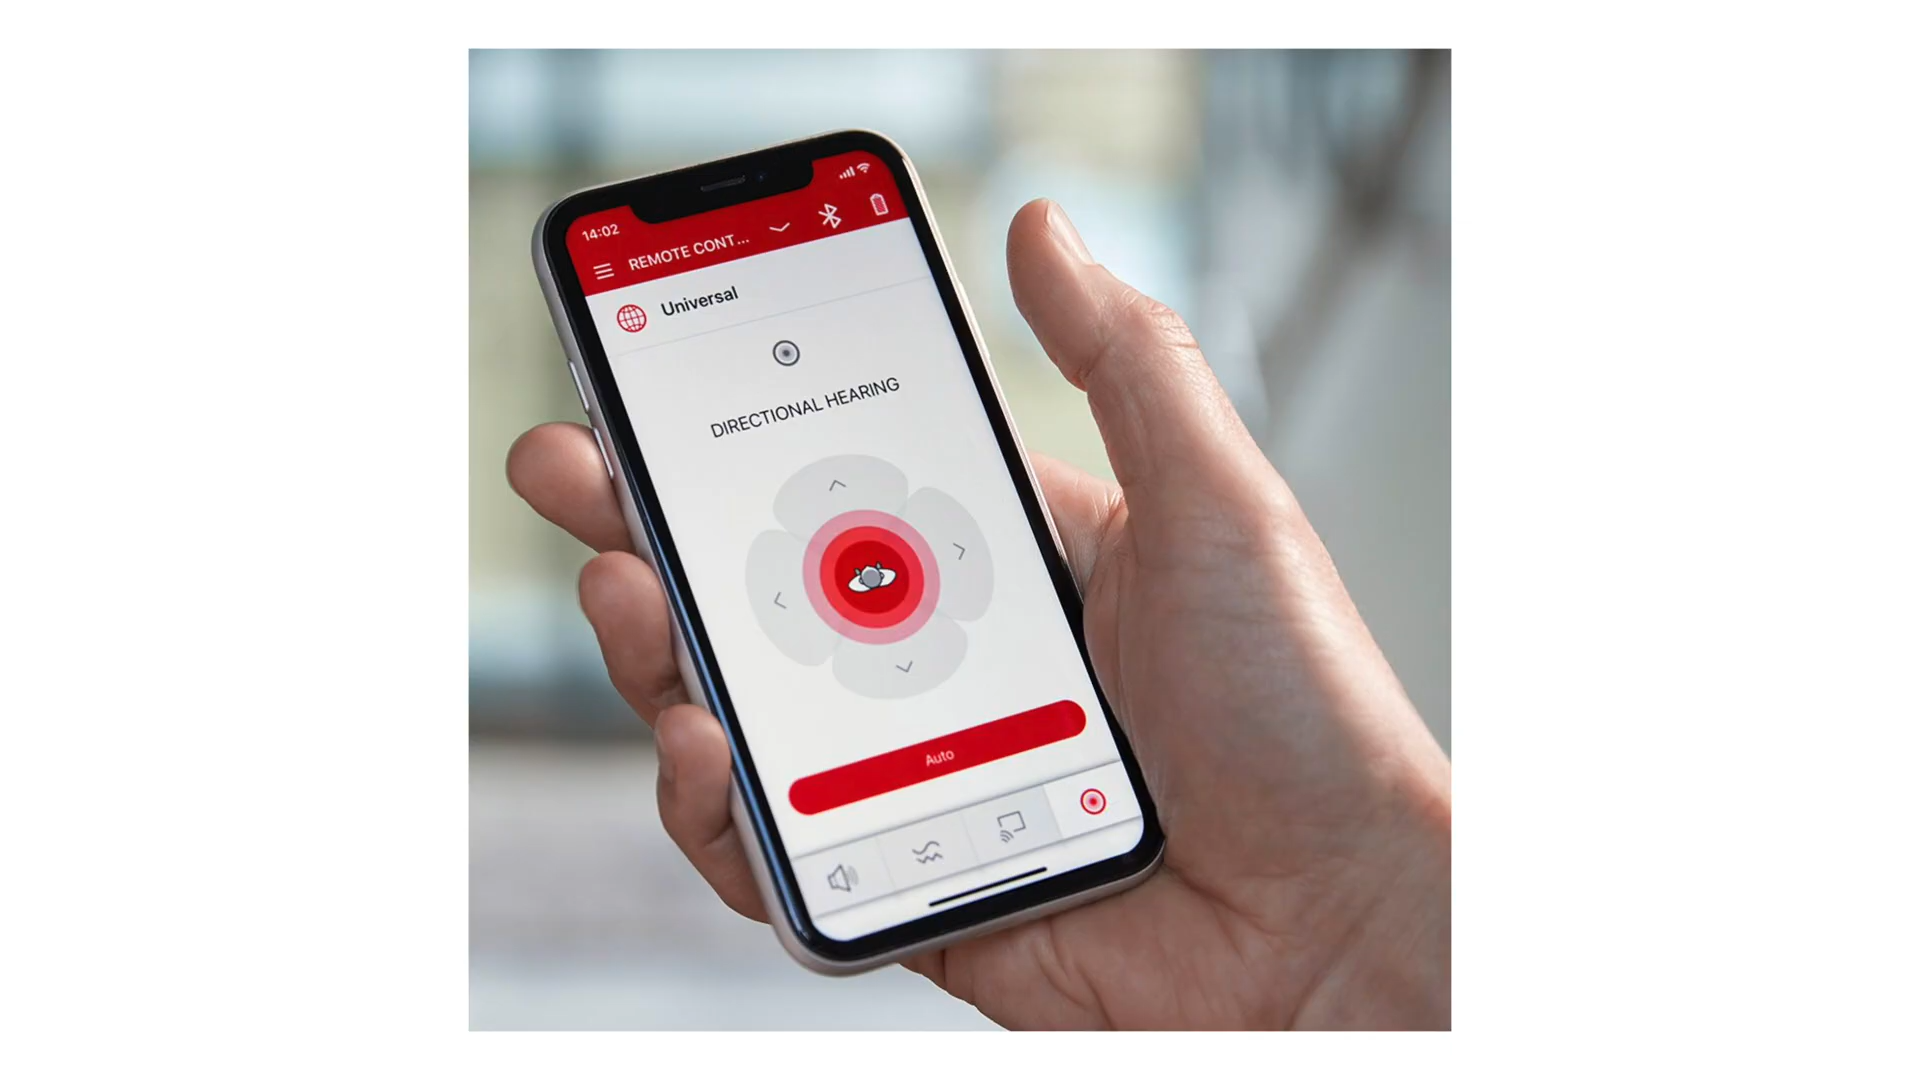 14:02
REMOTE CONT...
Universal
DIRECTIONAL HEARING
Auto